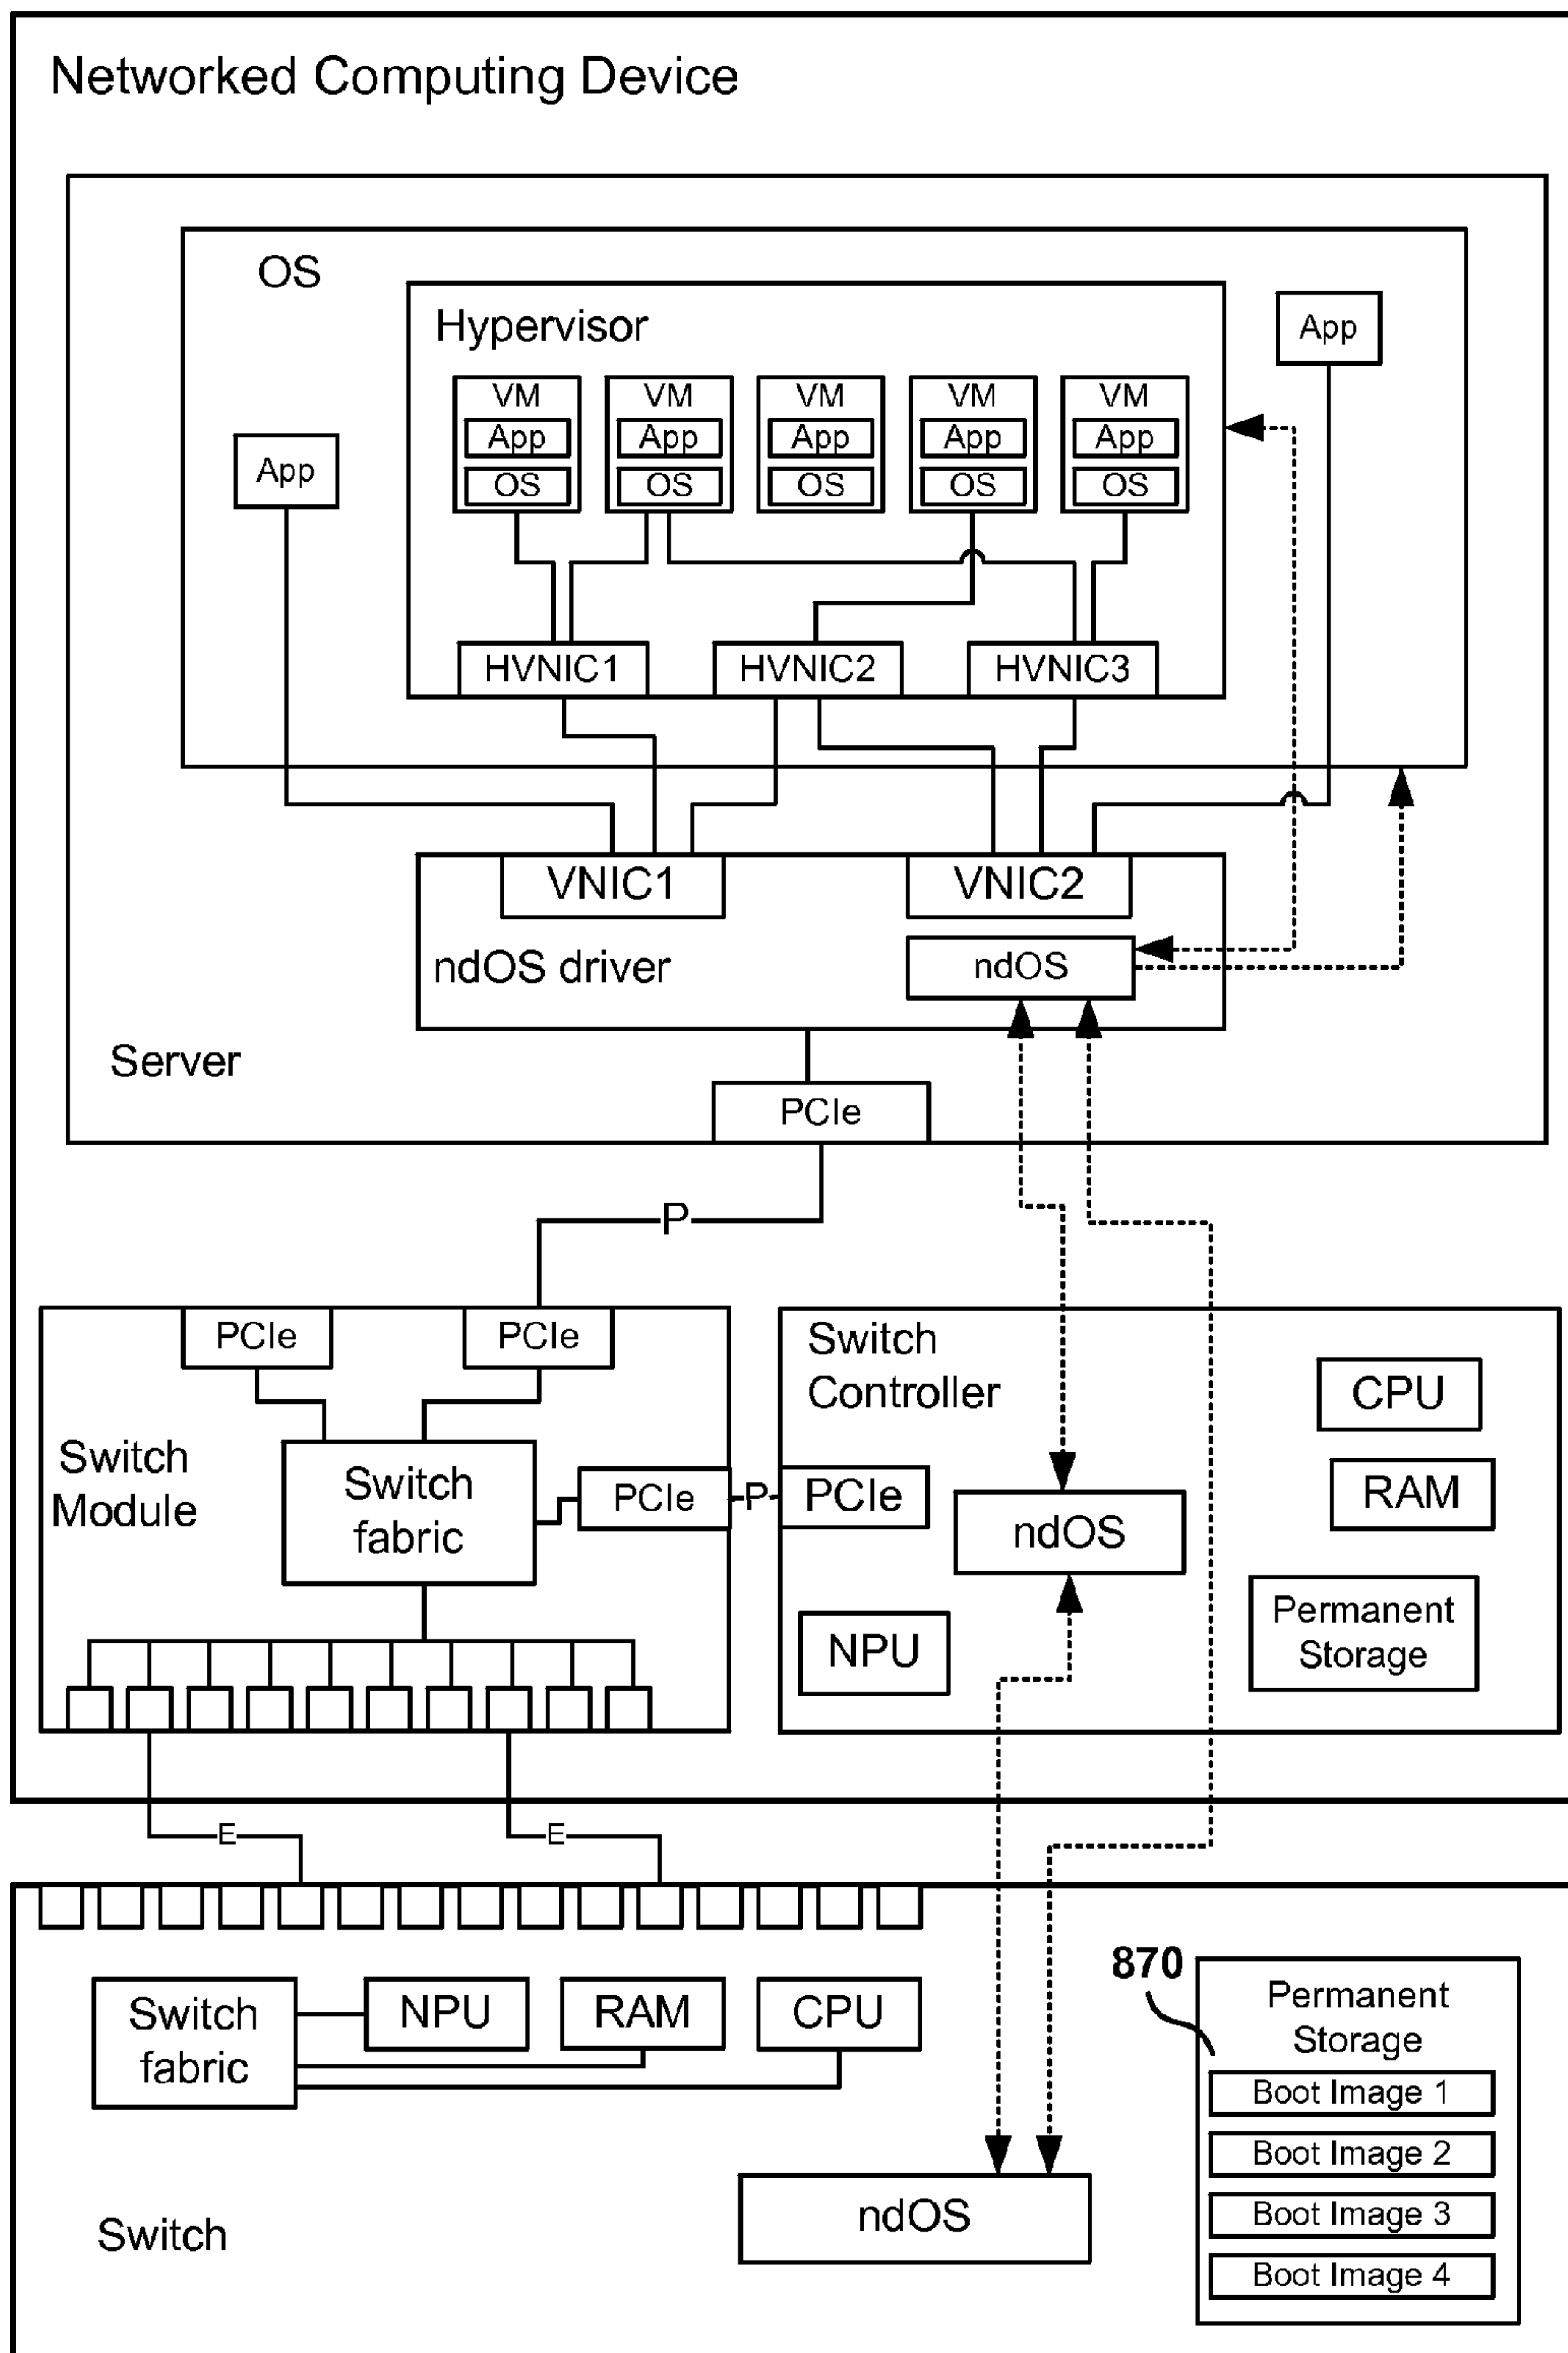 Networked Computing Device
OS
Hypervisor
App
VM
VM
VM
VM
VM
App
App
App
App
App
App
OS
OS
OS
OS
OS
HVNIC1
HVNIC2
HVNIC3
VNIC1
VNIC2
ndOS driver
ndOS
Server
PCIe
P
PCIe
PCIe
Switch
Controller
CPU
Switch
Module
Switch
fabric
PCIe
P
PCIe
RAM
ndOS
NPU
Permanent
Storage
E
E
870
Permanent
Storage
Switch
fabric
NPU
RAM
CPU
Boot Image 1
Boot Image 2
Boot Image 3
Boot Image 4
ndOS
Switch